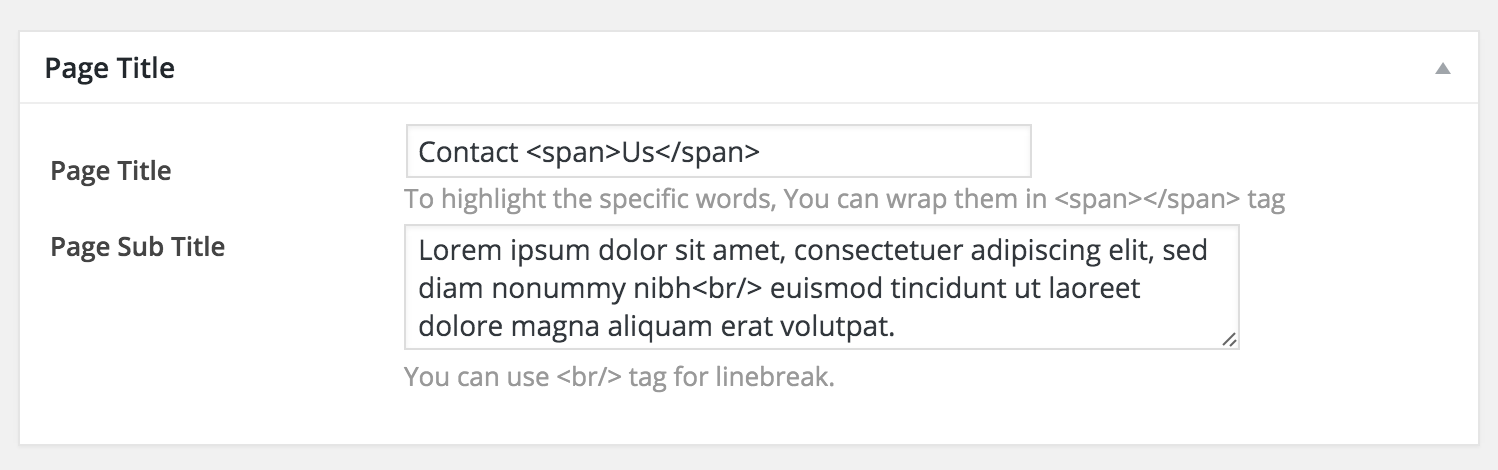 Page Title
Page Title
Contact <span>Us</span>
To highlight the specific words, You can wrap them in <span></span> tag
Page Sub Title
Lorem ipsum dolor sit amet, consectetuer adipiscing elit, sed
diam nonummy nibh<br/> euismod tincidunt ut laoreet
dolore magna aliquam erat volutpat.
You can use <br/> tag for linebreak.